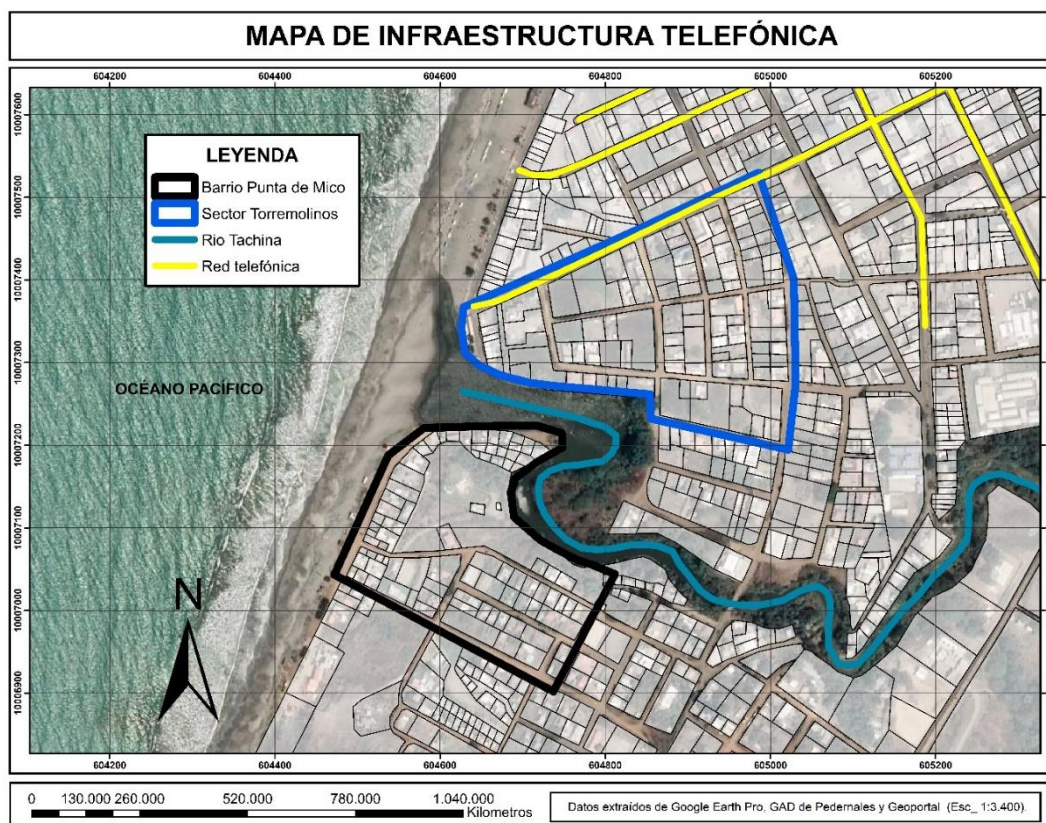 MAPA DE INFRAESTRUCTURA TELEFÓNICA
604200 604400 604600 604800 605000 605200
10007600
10007500
10007400
10007300
10007200
10007100
10007000
10006900
LEYENDA
Barrio Punta de Mico
Sector Torremolinos
Rio Tachina
Red telefónica
OCÉANO PACÍFICO
N
604200 604400 604600 604800 605000 605200
0 130.000 260.000 520.000 780.000 1.040.000
Kilometros
Datos extraídos de Google Earth Pro, GAD de Pedernales y Geoportal (Esc_ 1:3.400).